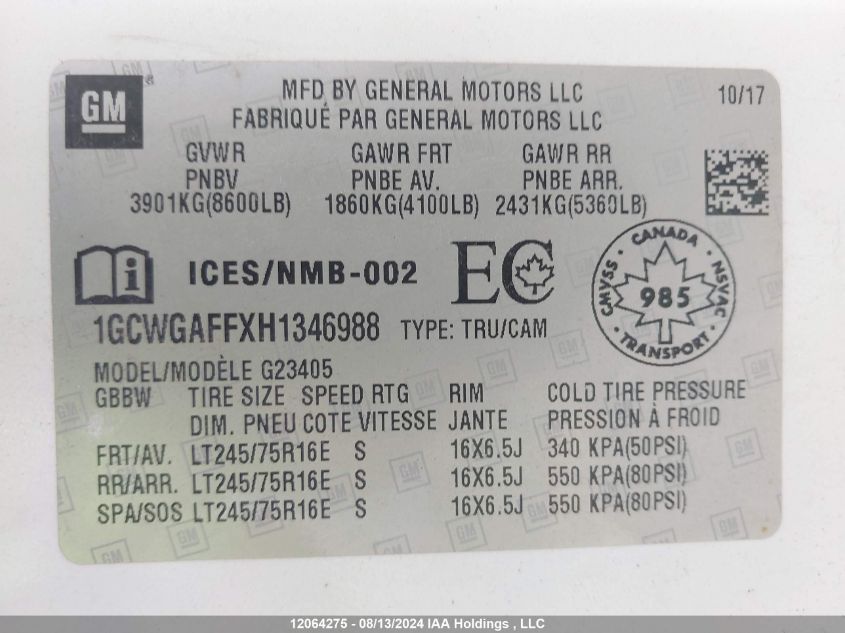 GM
MFD BY GENERAL MOTORS LLC 10/17
FABRIQUÉ PAR GENERAL MOTORS LLC
GVWR GAWR FRT GAWR RR
PNBV PNBE AV. PNBE ARR.
3901KG(8600LB) 1860KG(4100LB) 2431KG(5360LB)
ICES/NMB-002 EC
CANADA
CMVSS 985 NSVAC
TRANSPORT
1GCWGAFFXH1346988 TYPE: TRU/CAM
MODEL/MODÈLE G23405
GBBW TIRE SIZE SPEED RTG RIM COLD TIRE PRESSURE
DIM. PNEU COTE VITESSE JANTE PRESSION À FROID
FRT/AV. LT245/75R16E S 16X6.5J 340 KPA(50PSI)
RR/ARR. LT245/75R16E S 16X6.5J 550 KPA(80PSI)
SPA/SOS LT245/75R16E S 16X6.5J 550 KPA(80PSI)
12064275 - 08/13/2024 IAA Holdings , LLC